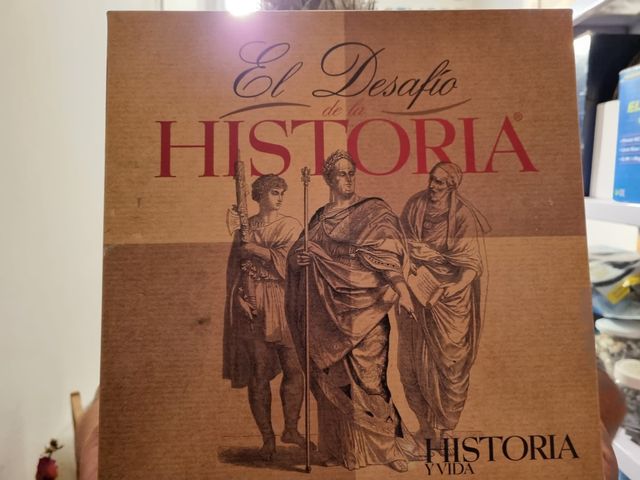 El Desafío
de la
HISTORIA®
HISTORIA
Y VIDA